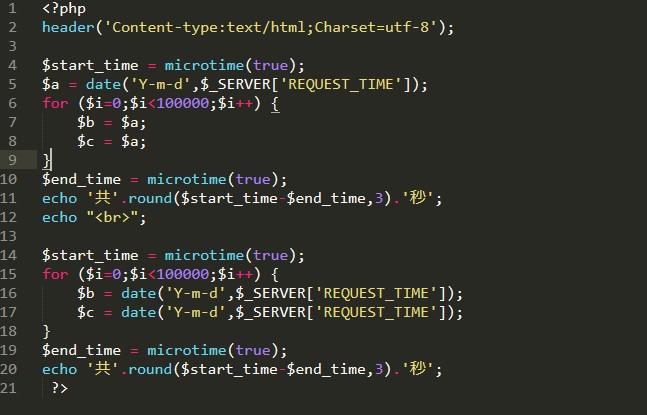 1 <?php
2 header('Content-type:text/html;Charset=utf-8');
3
4 $start_time = microtime(true);
5 $a = date('Y-m-d',$_SERVER['REQUEST_TIME']);
6 for ($i=0;$i<100000;$i++) {
7     $b = $a;
8     $c = $a;
9 }
10 $end_time = microtime(true);
11 echo '共'.round($start_time-$end_time,3).'秒';
12 echo "<br>";
13
14 $start_time = microtime(true);
15 for ($i=0;$i<100000;$i++) {
16     $b = date('Y-m-d',$_SERVER['REQUEST_TIME']);
17     $c = date('Y-m-d',$_SERVER['REQUEST_TIME']);
18 }
19 $end_time = microtime(true);
20 echo '共'.round($start_time-$end_time,3).'秒';
21  ?>